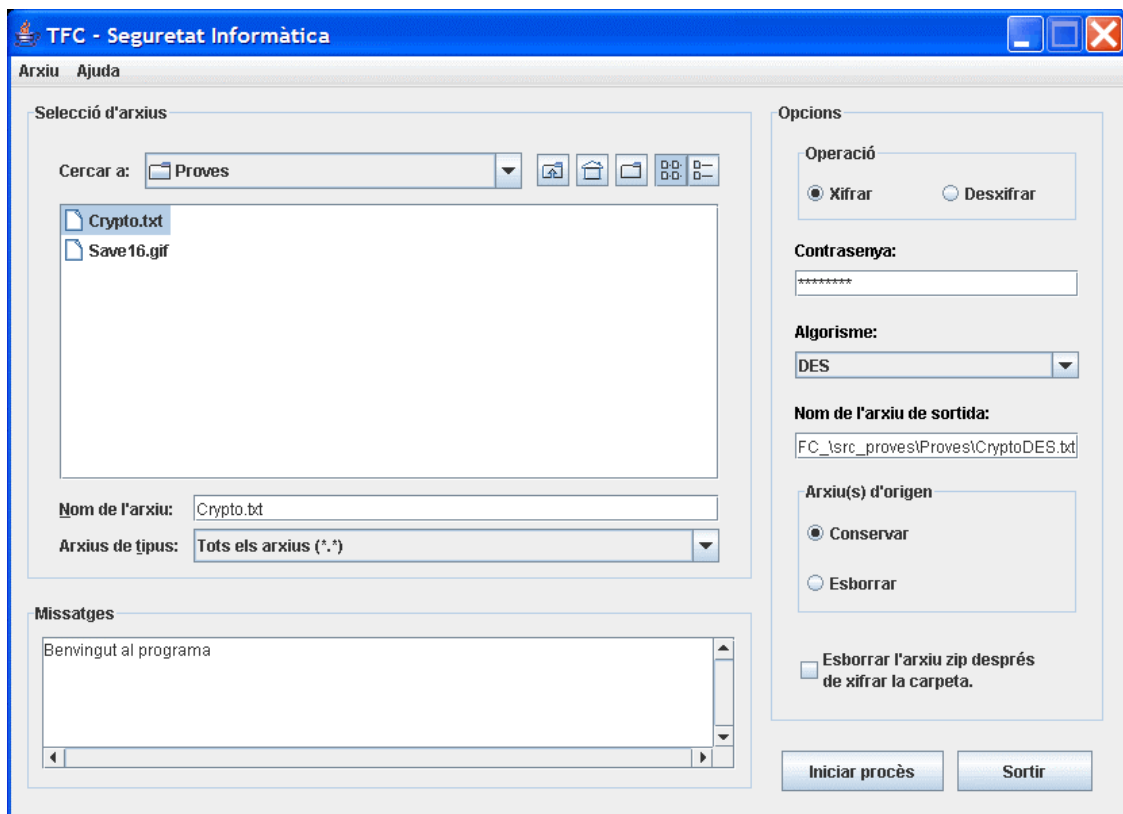 TFC - Seguretat Informàtica
Arxiu Ajuda
Selecció d'arxius
Cercar a: Proves
Crypto.txt
Save16.gif
Nom de l'arxiu: Crypto.txt
Arxius de tipus: Tots els arxius (*.*)
Missatges
Benvingut al programa
Opcions
Operació
Xifrar Desxifrar
Contrasenya:
********
Algorisme:
DES
Nom de l'arxiu de sortida:
FC_\src_proves\Proves\CryptoDES.txt
Arxiu(s) d'origen
Conservar
Esborrar
Esborrar l'arxiu zip després
de xifrar la carpeta.
Iniciar procès Sortir